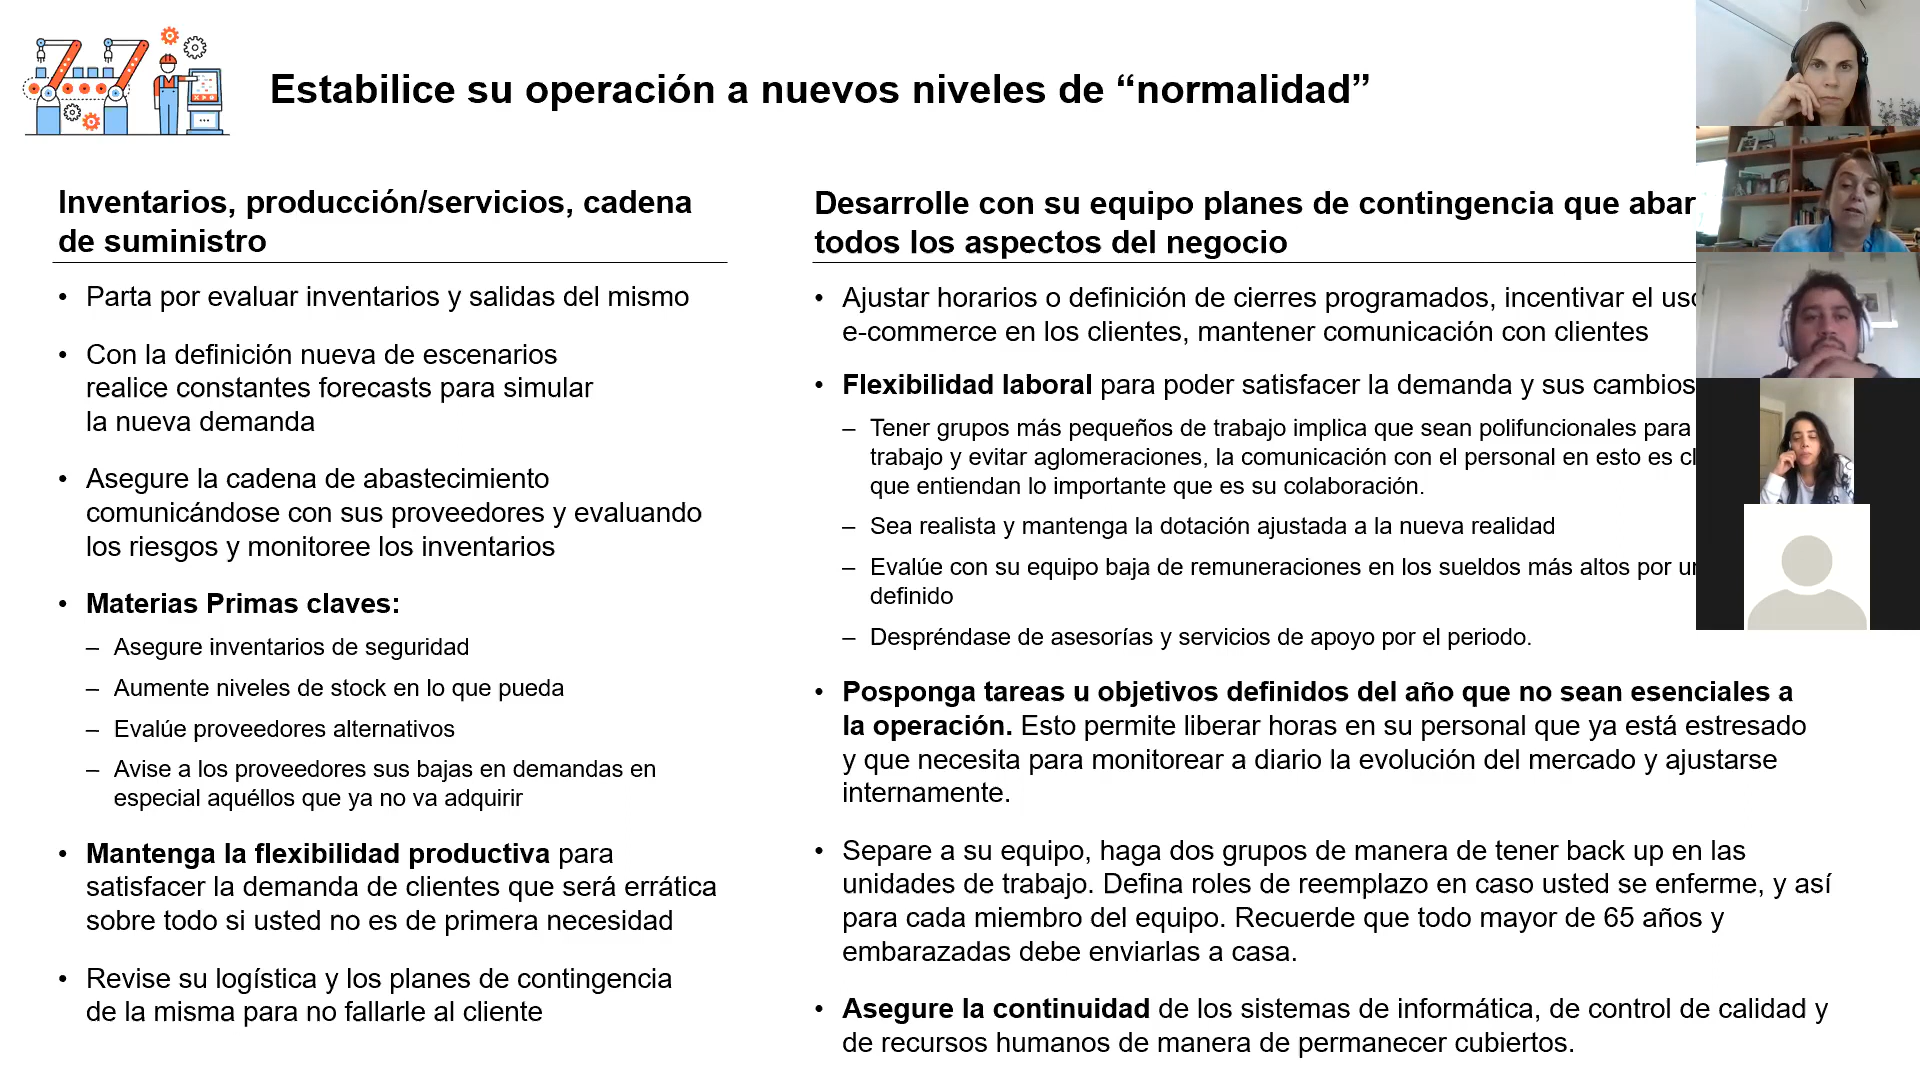 Estabilice su operación a nuevos niveles de “normalidad”
Inventarios, producción/servicios, cadena
de suministro
• Parta por evaluar inventarios y salidas del mismo
• Con la definición nueva de escenarios
realice constantes forecasts para simular
la nueva demanda
• Asegure la cadena de abastecimiento
comunicándose con sus proveedores y evaluando
los riesgos y monitoree los inventarios
• Materias Primas claves:
– Asegure inventarios de seguridad
– Aumente niveles de stock en lo que pueda
– Evalúe proveedores alternativos
– Avise a los proveedores sus bajas en demandas en
especial aquéllos que ya no va adquirir
• Mantenga la flexibilidad productiva para
satisfacer la demanda de clientes que será errática
sobre todo si usted no es de primera necesidad
• Revise su logística y los planes de contingencia
de la misma para no fallarle al cliente
Desarrolle con su equipo planes de contingencia que
todos los aspectos del negocio
• Ajustar horarios o definición de cierres programados, incentivar el
e-commerce en los clientes, mantener comunicación con clientes
• Flexibilidad laboral para poder satisfacer la demanda y sus cambios
– Tener grupos más pequeños de trabajo implica que sean polifuncionales para
trabajo y evitar aglomeraciones, la comunicación con el personal en esto es
que entiendan lo importante que es su colaboración.
– Sea realista y mantenga la dotación ajustada a la nueva realidad
– Evalúe con su equipo baja de remuneraciones en los sueldos más altos por
definido
– Despréndase de asesorías y servicios de apoyo por el periodo.
• Posponga tareas u objetivos definidos del año que no sean esenciales a
la operación. Esto permite liberar horas en su personal que ya está estresado
y que necesita para monitorear a diario la evolución del mercado y ajustarse
internamente.
• Separe a su equipo, haga dos grupos de manera de tener back up en las
unidades de trabajo. Defina roles de reemplazo en caso usted se enferme, y así
para cada miembro del equipo. Recuerde que todo mayor de 65 años y
embarazadas debe enviarlas a casa.
• Asegure la continuidad de los sistemas de informática, de control de calidad y
de recursos humanos de manera de permanecer cubiertos.